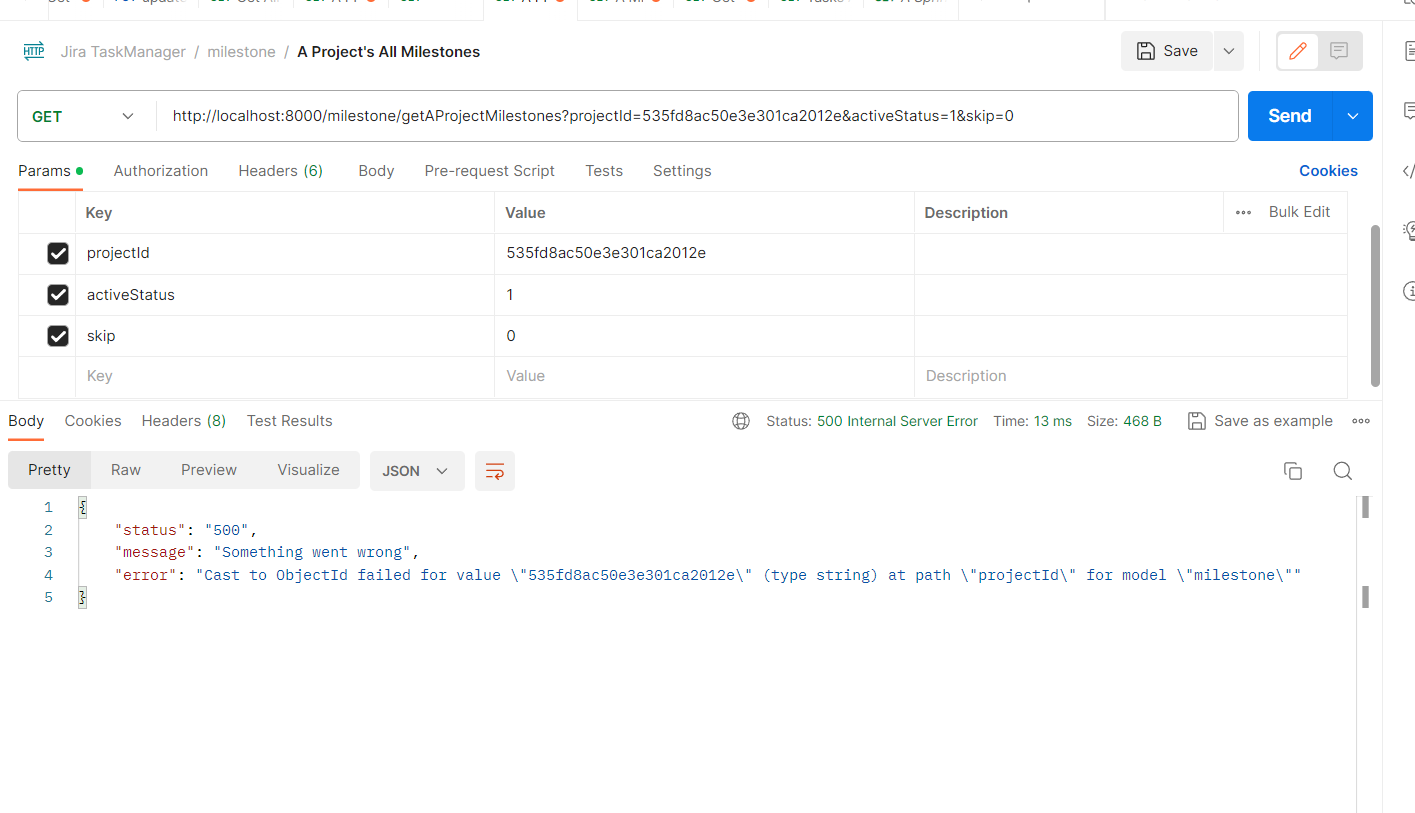 HTTP Jira TaskManager / milestone / A Project's All Milestones
Save
GET http://localhost:8000/milestone/getAProjectMilestones?projectId=535fd8ac50e3e301ca2012e&activeStatus=1&skip=0 Send
Params Authorization Headers (6) Body Pre-request Script Tests Settings Cookies
Key Value Description Bulk Edit
projectId 535fd8ac50e3e301ca2012e
activeStatus 1
skip 0
Key Value Description
Body Cookies Headers (8) Test Results Status: 500 Internal Server Error Time: 13 ms Size: 468 B Save as example
Pretty Raw Preview Visualize JSON
1 {
2 "status": "500",
3 "message": "Something went wrong",
4 "error": "Cast to ObjectId failed for value \"535fd8ac50e3e301ca2012e\" (type string) at path \"projectId\" for model \"milestone\""
5 }